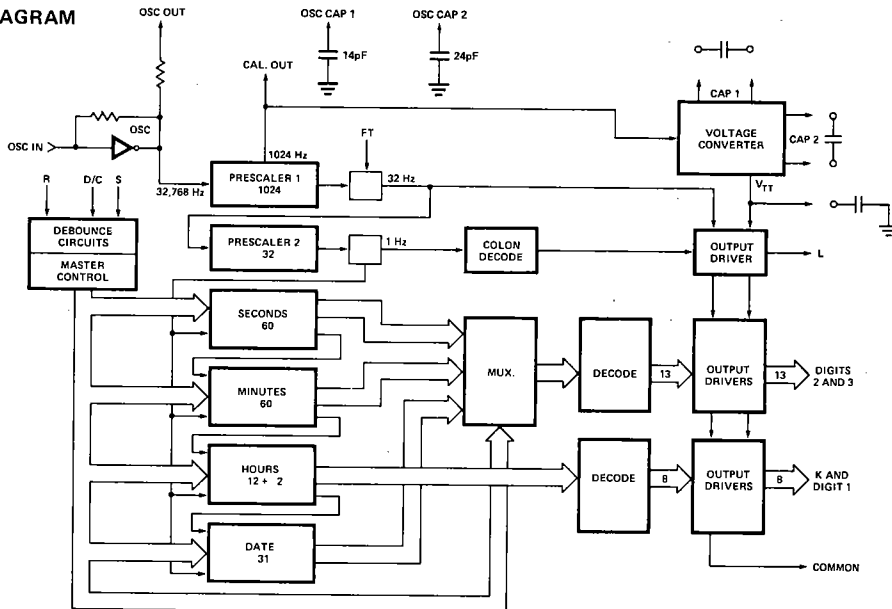 AGRAM
OSC OUT
OSC CAP 1
14pF
OSC CAP 2
24pF
CAL. OUT
CAP 1
VOLTAGE
CONVERTER
CAP 2
VTT
OSC
OSC IN
1024 Hz
FT
32,768 Hz
PRESCALER 1
1024
32 Hz
R
D/C
S
DEBOUNCE
CIRCUITS
MASTER
CONTROL
PRESCALER 2
32
1 Hz
COLON
DECODE
OUTPUT
DRIVER
L
SECONDS
60
MINUTES
60
MUX.
DECODE
13
OUTPUT
DRIVERS
13
DIGITS
2 AND 3
HOURS
12 + 2
DECODE
8
OUTPUT
DRIVERS
8
K AND
DIGIT 1
DATE
31
COMMON